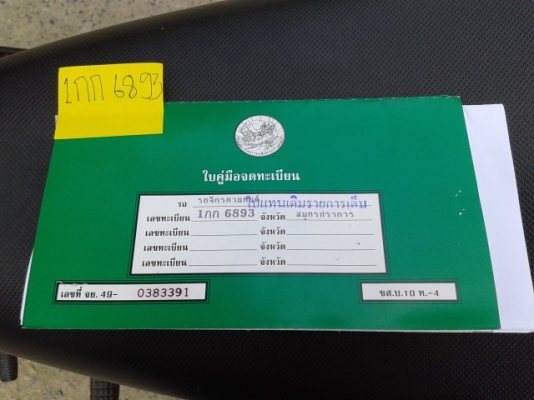 1กก 6893
ใบคู่มือจดทะเบียน
รถ รถจักรยานยนต์ ใบแทนเดิมรายการเต็ม
เลขทะเบียน 1กก 6893 จังหวัด สมุทรปราการ
เลขทะเบียน จังหวัด
เลขทะเบียน จังหวัด
เลขทะเบียน จังหวัด
เลขที่ จย. 49- 0383391
ขส.บ.10 ท.-4